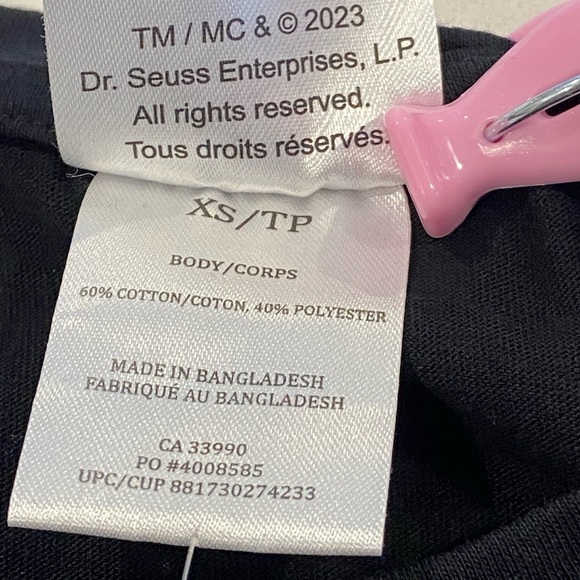 TM / MC & © 2023
Dr. Seuss Enterprises, L.P.
All rights reserved.
Tous droits réservés.
XS/TP
BODY/CORPS
60% COTTON/COTON, 40% POLYESTER
MADE IN BANGLADESH
FABRIQUÉ AU BANGLADESH
CA 33990
PO #4008585
UPC/CUP 881730274233